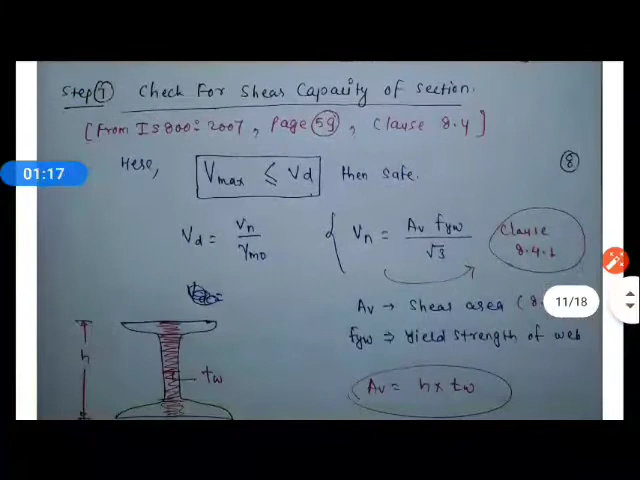 Step 7 Check For Shear Capacity of section.
[From IS 800: 2007, Page 59, Clause 8.4]
01:17
Here, Vmax ≤ Vd then safe.
8
Vd = Vn / γmo { Vn = Av fyw / √3 Clause 8.4.1
11/18
Av → Shear area (8.
fyw ⇒ Yield Strength of web
h
tw
Av = h x tw